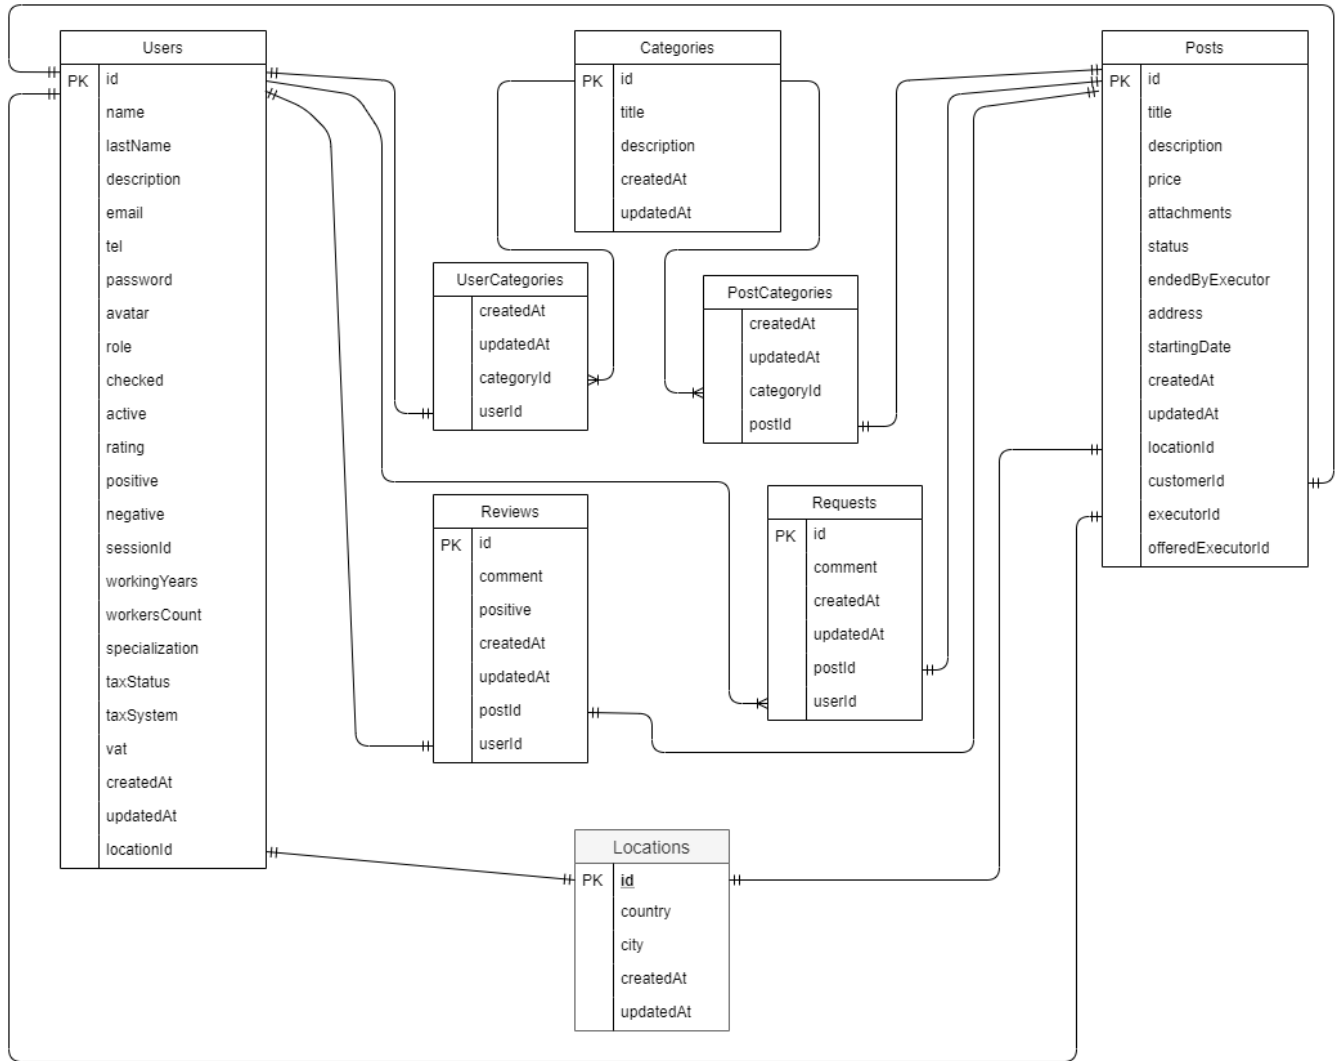 Users
PK
id
name
lastName
description
email
tel
password
avatar
role
checked
active
rating
positive
negative
sessionId
workingYears
workersCount
specialization
taxStatus
taxSystem
vat
createdAt
updatedAt
locationId
Categories
PK
id
title
description
createdAt
updatedAt
Posts
PK
id
title
description
price
attachments
status
endedByExecutor
address
startingDate
createdAt
updatedAt
locationId
customerId
executorId
offeredExecutorId
UserCategories
createdAt
updatedAt
categoryId
userId
PostCategories
createdAt
updatedAt
categoryId
postId
Reviews
PK
id
comment
positive
createdAt
updatedAt
postId
userId
Requests
PK
id
comment
createdAt
updatedAt
postId
userId
Locations
PK
id
country
city
createdAt
updatedAt